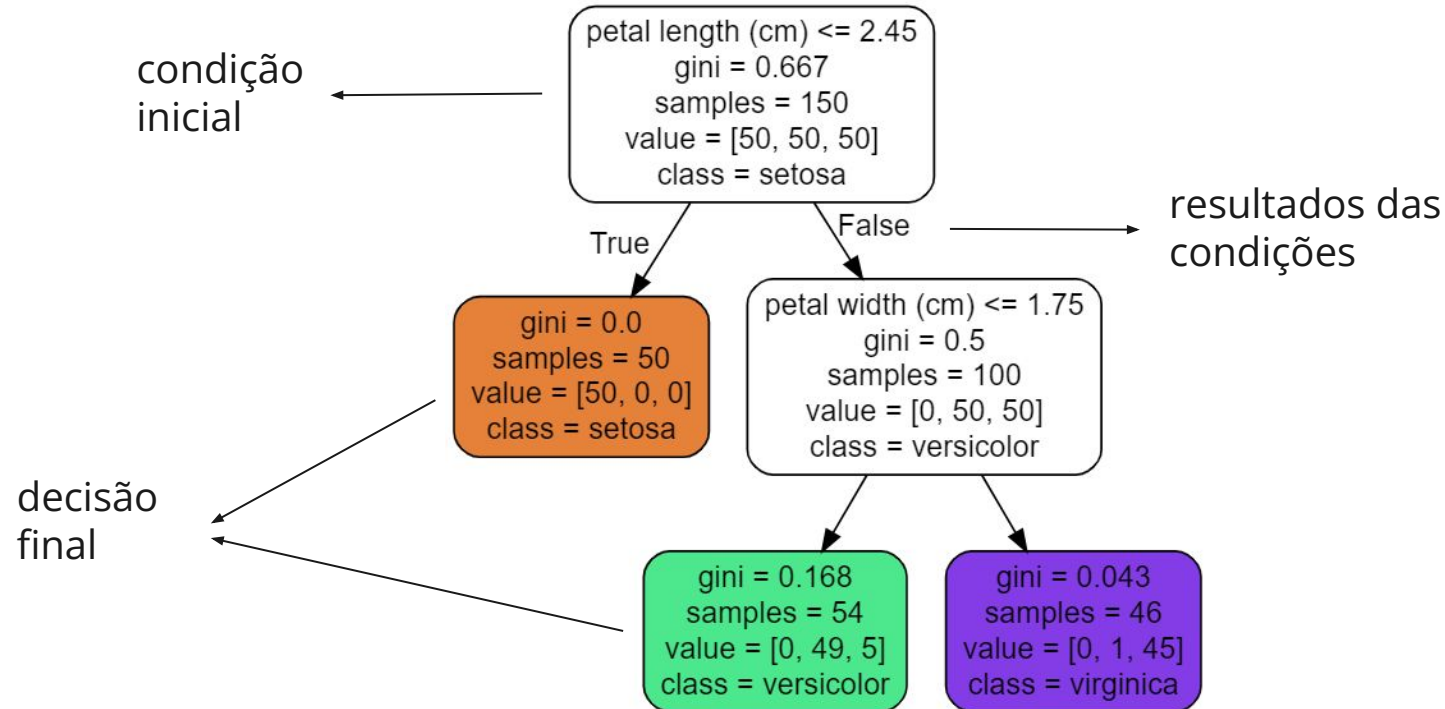 petal length (cm) <= 2.45
gini = 0.667
samples = 150
value = [50, 50, 50]
class = setosa
condição
inicial
True
False
resultados das
condições
gini = 0.0
samples = 50
value = [50, 0, 0]
class = setosa
petal width (cm) <= 1.75
gini = 0.5
samples = 100
value = [0, 50, 50]
class = versicolor
decisão
final
gini = 0.168
samples = 54
value = [0, 49, 5]
class = versicolor
gini = 0.043
samples = 46
value = [0, 1, 45]
class = virginica